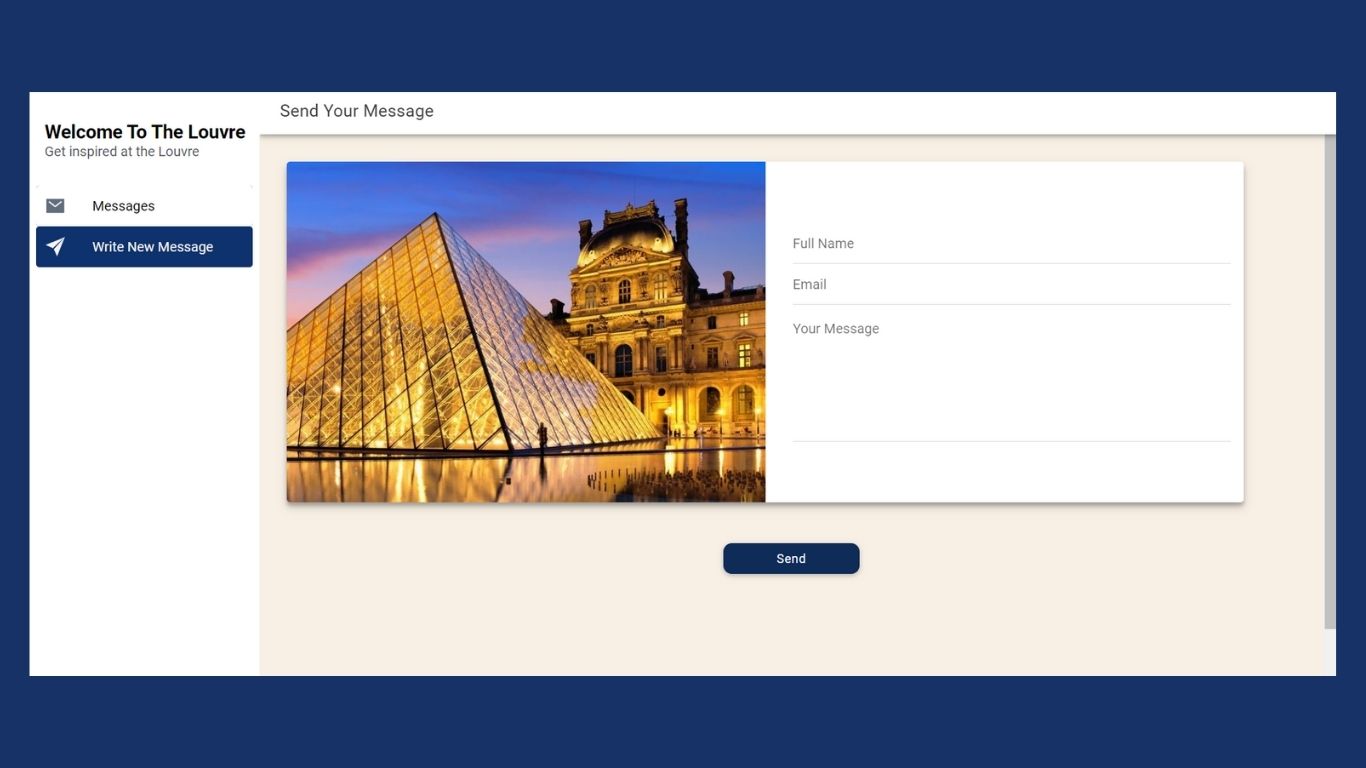 Welcome To The Louvre
Get inspired at the Louvre
Messages
Write New Message
Send Your Message
Full Name
Email
Your Message
Send